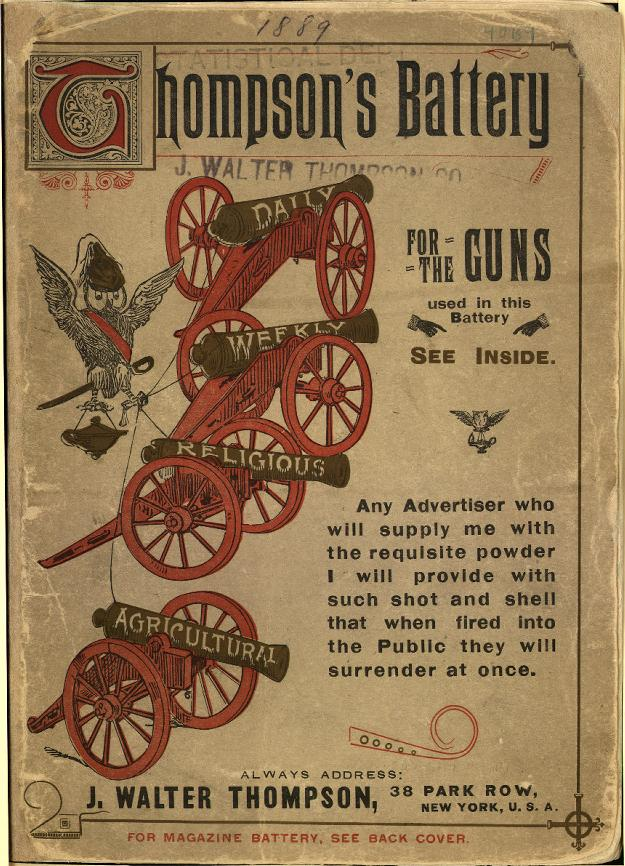 1889
4069
STATISTICAL DEPT
Thompson's Battery
J. WALTER THOMPSON CO
DAILY
FOR = THE GUNS
used in this
Battery
SEE INSIDE.
WEEKLY
RELIGIOUS
Any Advertiser who
will supply me with
the requisite powder
I will provide with
such shot and shell
that when fired into
the Public they will
surrender at once.
AGRICULTURAL
ALWAYS ADDRESS:
J. WALTER THOMPSON, 38 PARK ROW,
NEW YORK, U. S. A.
FOR MAGAZINE BATTERY, SEE BACK COVER.